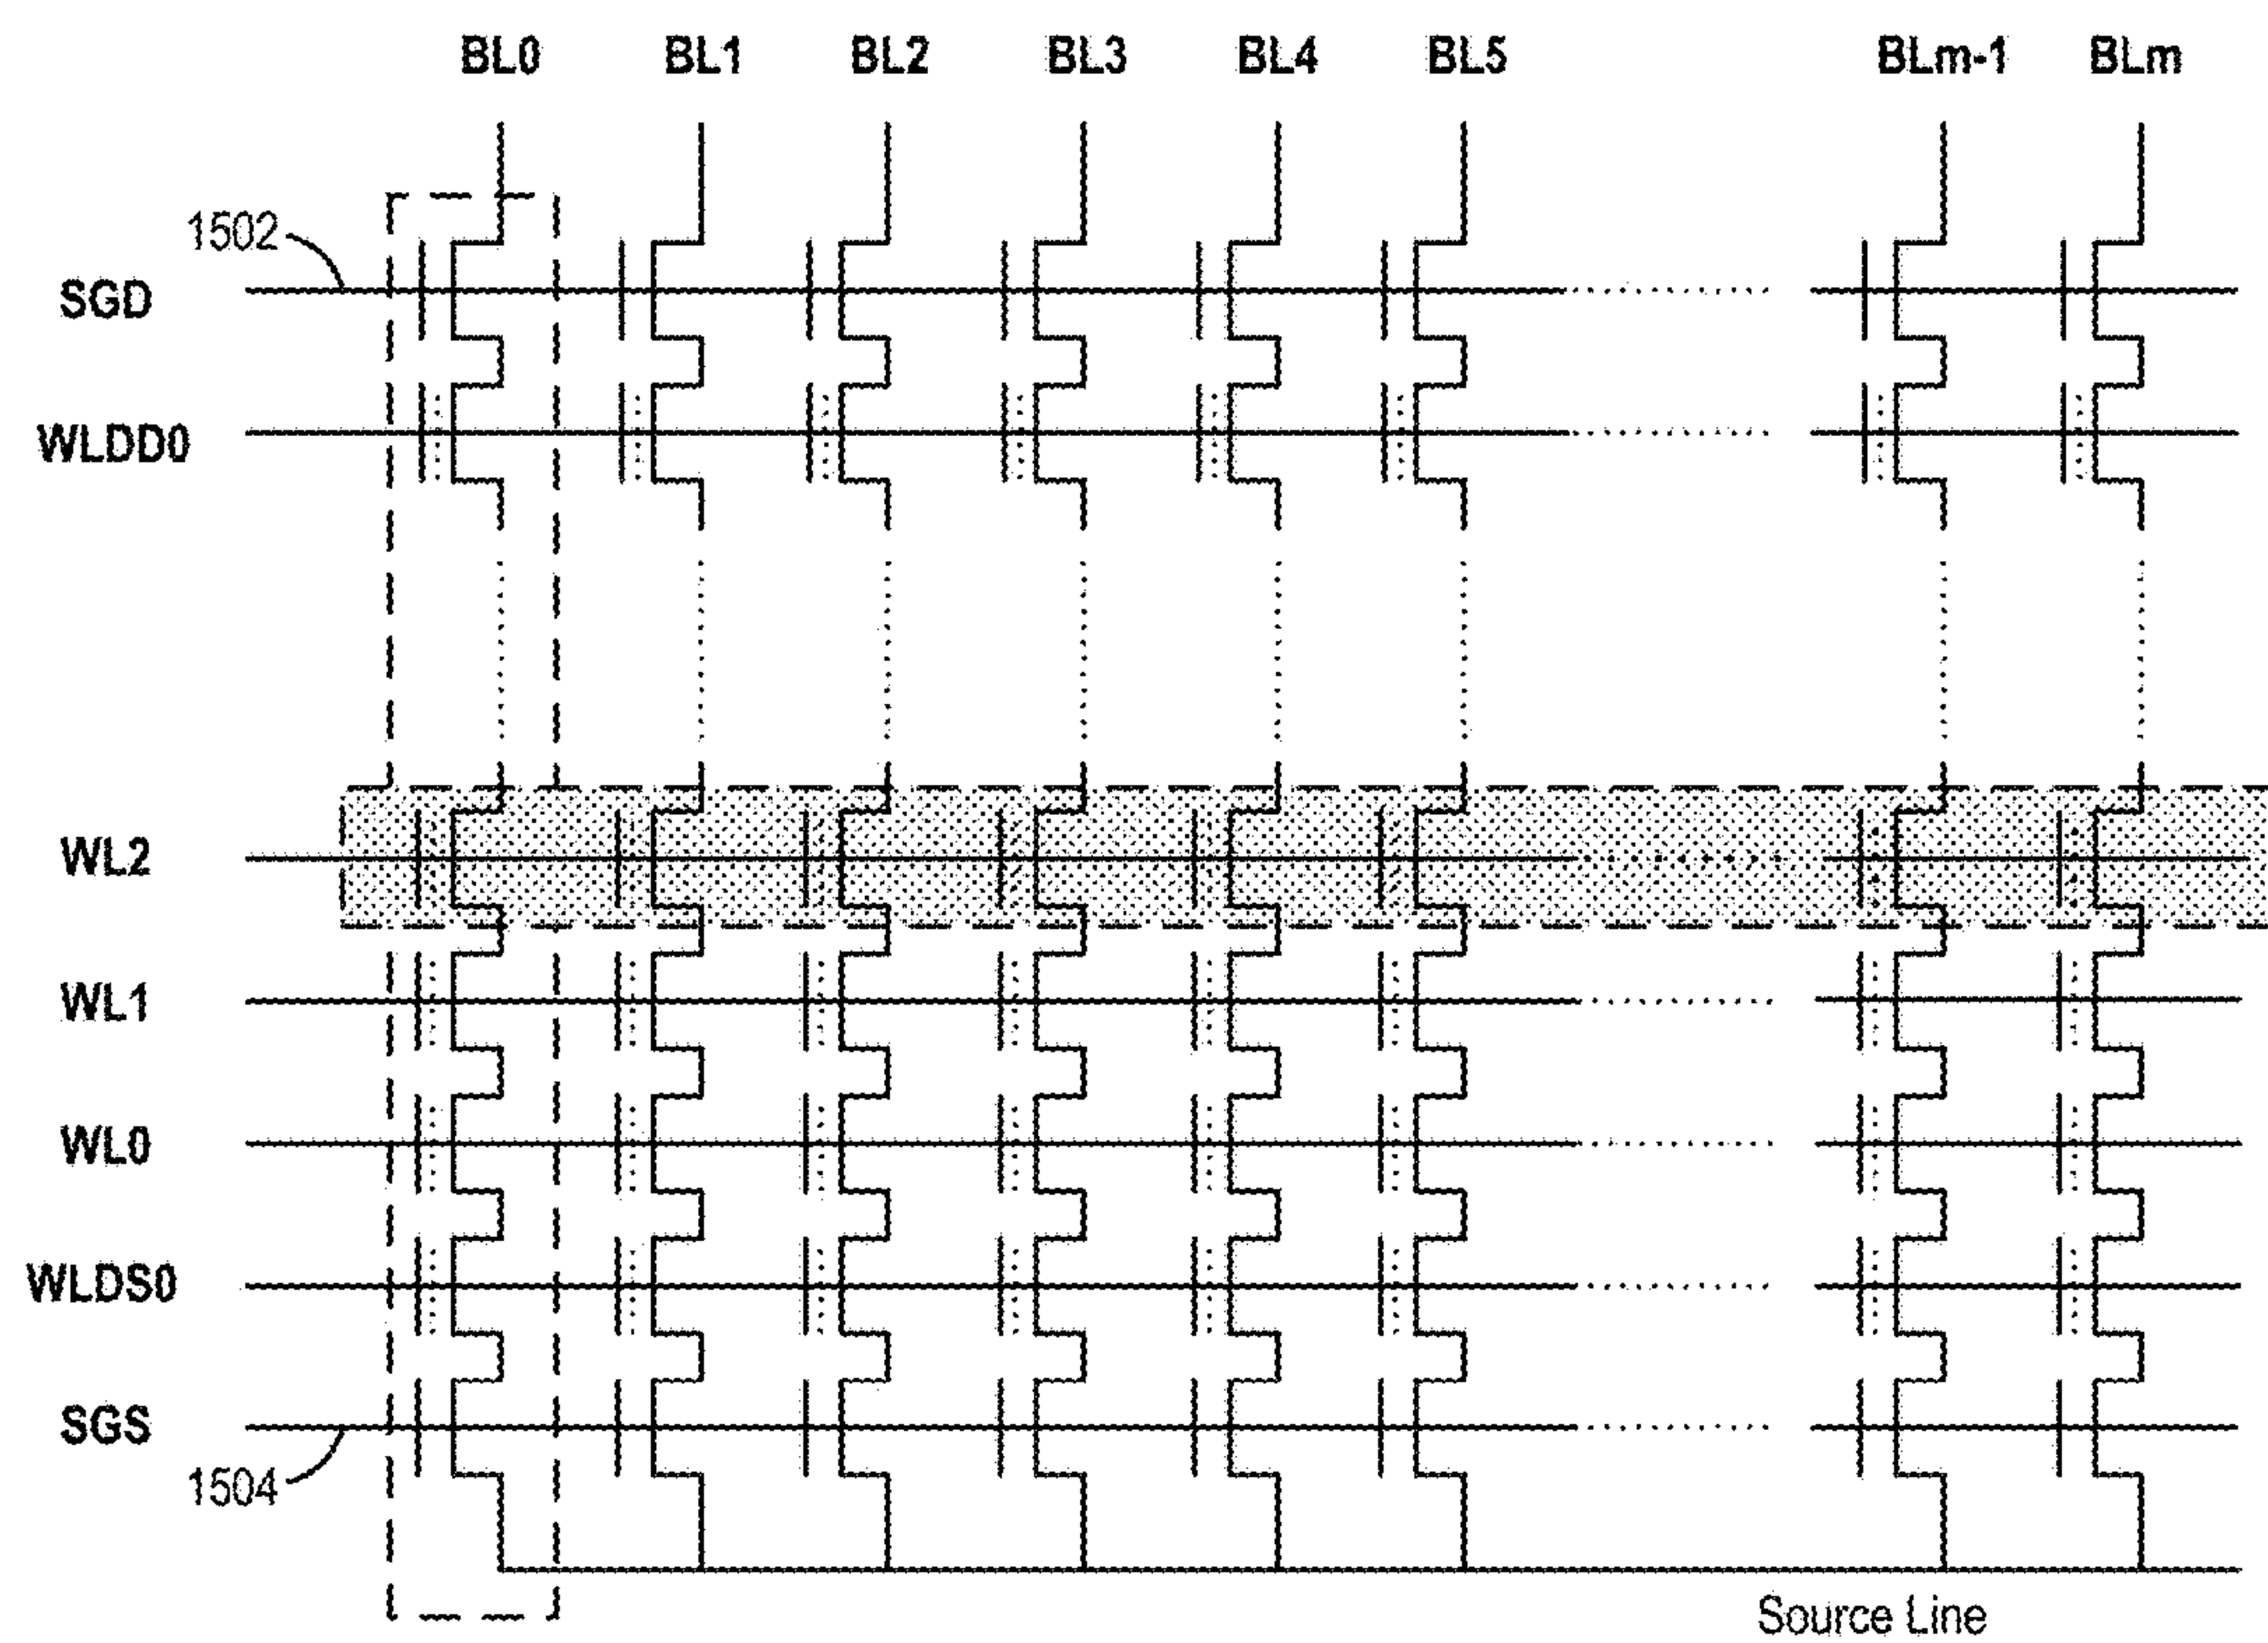 BL0 BL1 BL2 BL3 BL4 BL5 BLm-1 BLm
1502
SGD
WLDD0
WL2
WL1
WL0
WLDS0
SGS
1504
Source Line